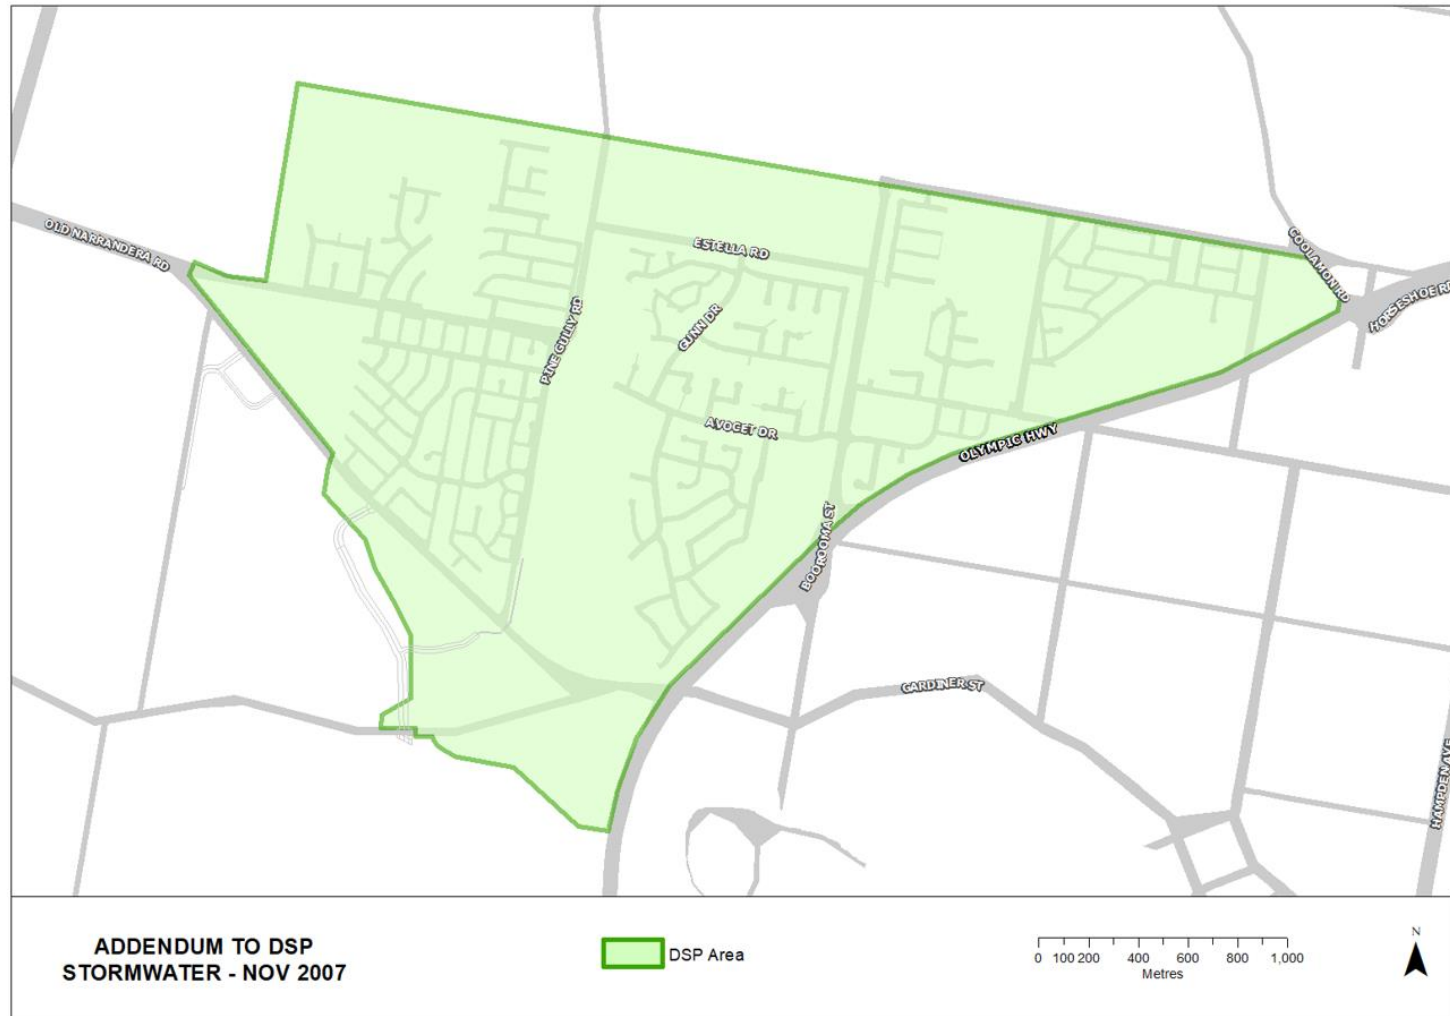 OLD NARRANDERA RD
ESTELLA RD
COOLAMON RD
HORSESHOE RD
GUNN DR
PINE GULLY RD
AVOCET DR
OLYMPIC HWY
BOOROOMA ST
GARDINER ST
HAMPDEN AVE
ADDENDUM TO DSP
STORMWATER - NOV 2007
DSP Area
0 100 200 400 600 800 1,000
Metres
N